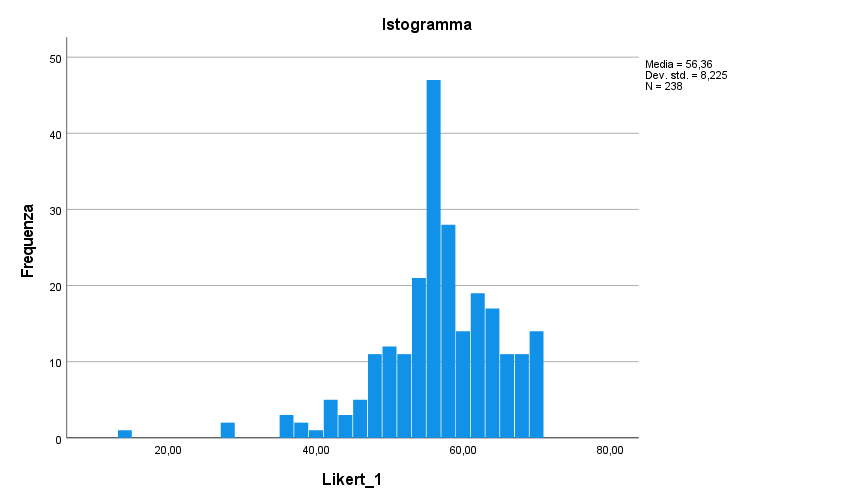 Istogramma
50
40
30
20
10
0
Frequenza
20,00
40,00
60,00
80,00
Likert_1
Media = 56,36
Dev. std. = 8,225
N = 238